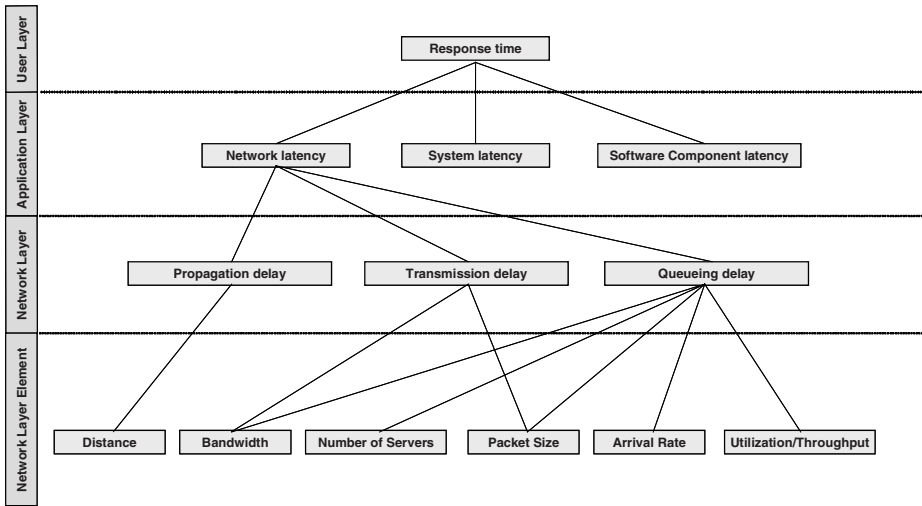 User Layer
Response time
Application Layer
Network latency
System latency
Software Component latency
Network Layer
Propagation delay
Transmission delay
Queueing delay
Network Layer Element
Distance
Bandwidth
Number of Servers
Packet Size
Arrival Rate
Utilization/Throughput